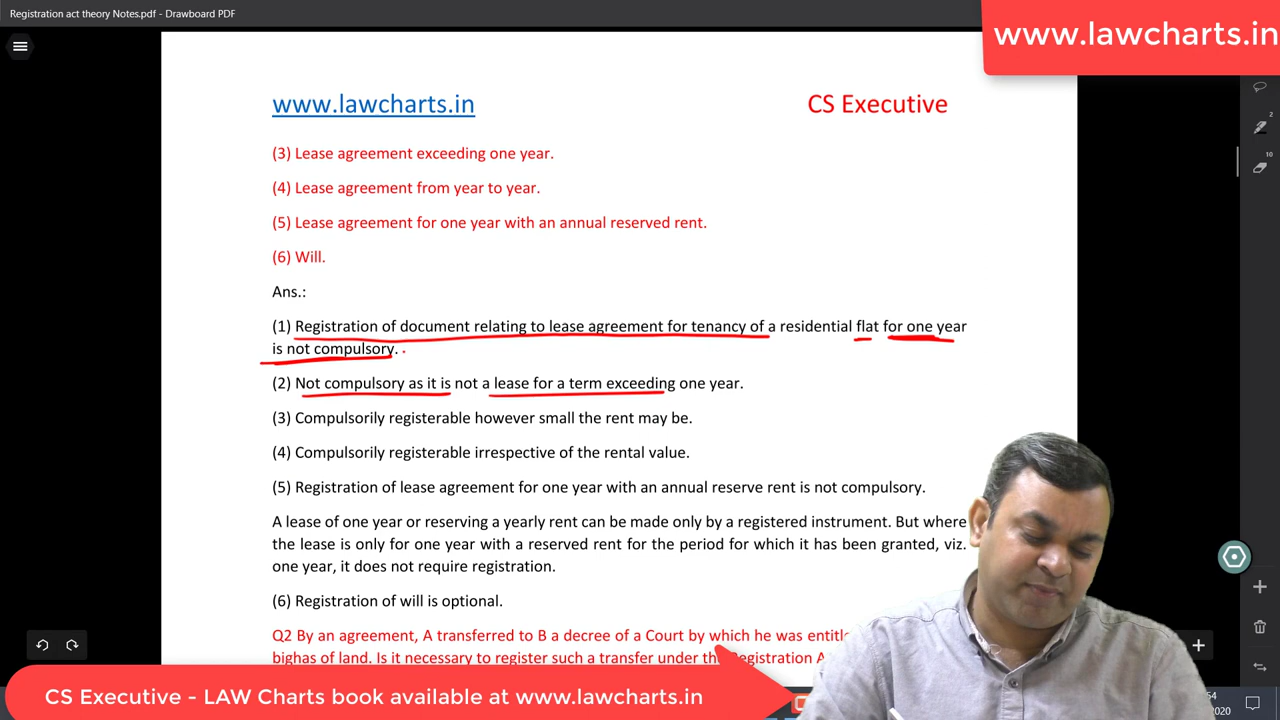 Registration act theory Notes.pdf - Drawboard PDF
www.lawcharts.in
www.lawcharts.in CS Executive
(3) Lease agreement exceeding one year.
(4) Lease agreement from year to year.
(5) Lease agreement for one year with an annual reserved rent.
(6) Will.
Ans.:
(1) Registration of document relating to lease agreement for tenancy of a residential flat for one year
is not compulsory.
(2) Not compulsory as it is not a lease for a term exceeding one year.
(3) Compulsorily registerable however small the rent may be.
(4) Compulsorily registerable irrespective of the rental value.
(5) Registration of lease agreement for one year with an annual reserve rent is not compulsory.
A lease of one year or reserving a yearly rent can be made only by a registered instrument. But where
the lease is only for one year with a reserved rent for the period for which it has been granted, viz.
one year, it does not require registration.
(6) Registration of will is optional.
Q2 By an agreement, A transferred to B a decree of a Court by which he was
bighas of land. Is it necessary to register such a transfer under Registration
CS Executive - LAW Charts book available at www.lawcharts.in
2
10
54
2020